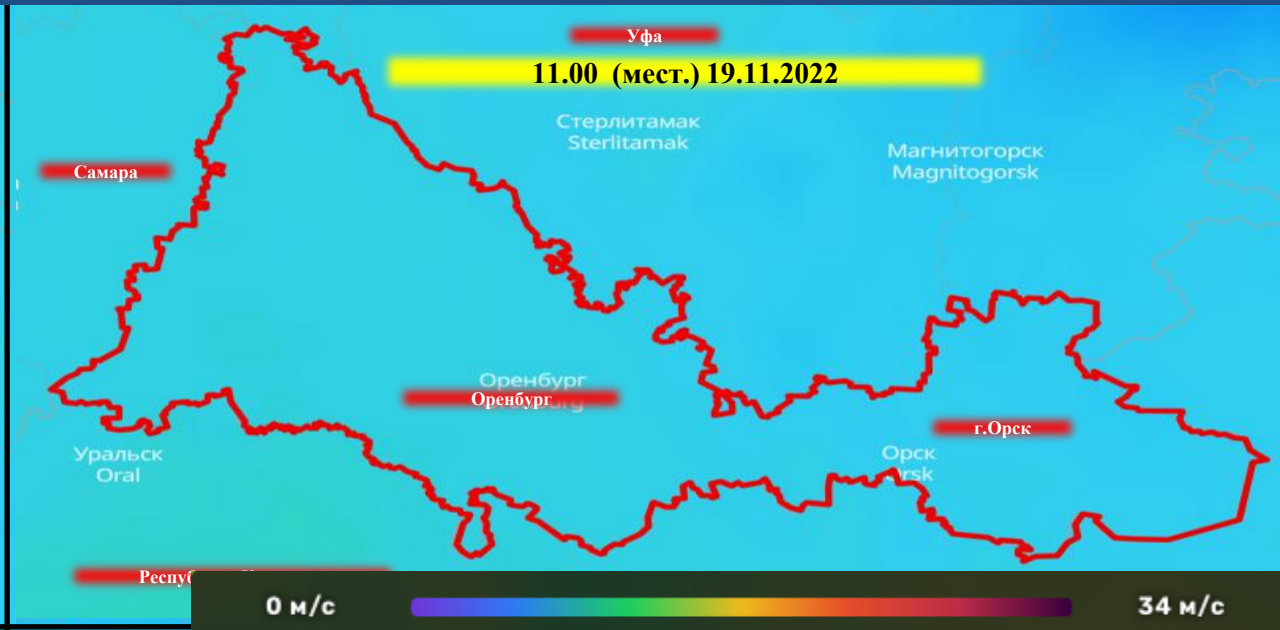 Уфа
11.00 (мест.) 19.11.2022
Стерлитамак
Sterlitamak
Магнитогорск
Magnitogorsk
Самара
Оренбург
Оренбург
г.Орск
Уральск
Oral
Орск
Orsk
0 м/с
34 м/с